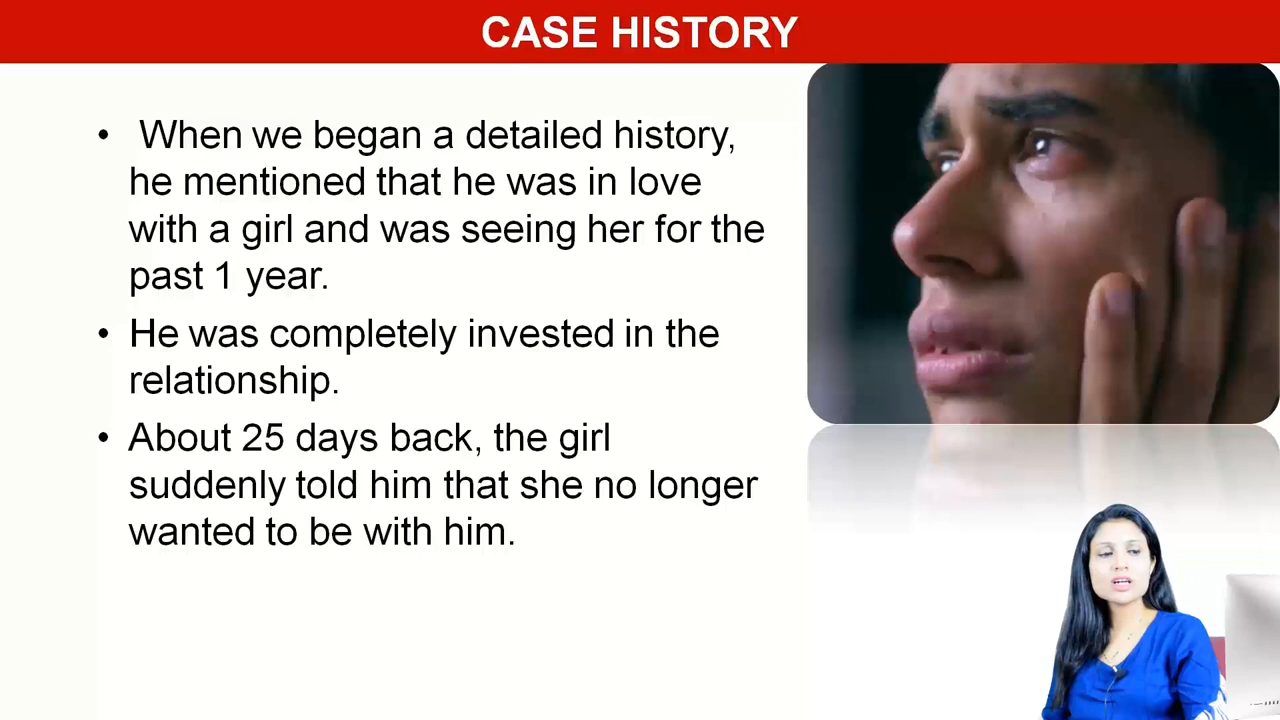 CASE HISTORY
• When we began a detailed history,
he mentioned that he was in love
with a girl and was seeing her for the
past 1 year.
• He was completely invested in the
relationship.
• About 25 days back, the girl
suddenly told him that she no longer
wanted to be with him.